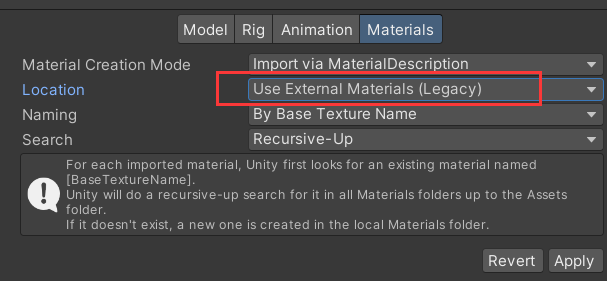 Model Rig Animation Materials
Material Creation Mode Import via MaterialDescription
Location Use External Materials (Legacy)
Naming By Base Texture Name
Search Recursive-Up
For each imported material, Unity first looks for an existing material named
[BaseTextureName].
Unity will do a recursive-up search for it in all Materials folders up to the Assets
folder.
If it doesn't exist, a new one is created in the local Materials folder.
Revert Apply